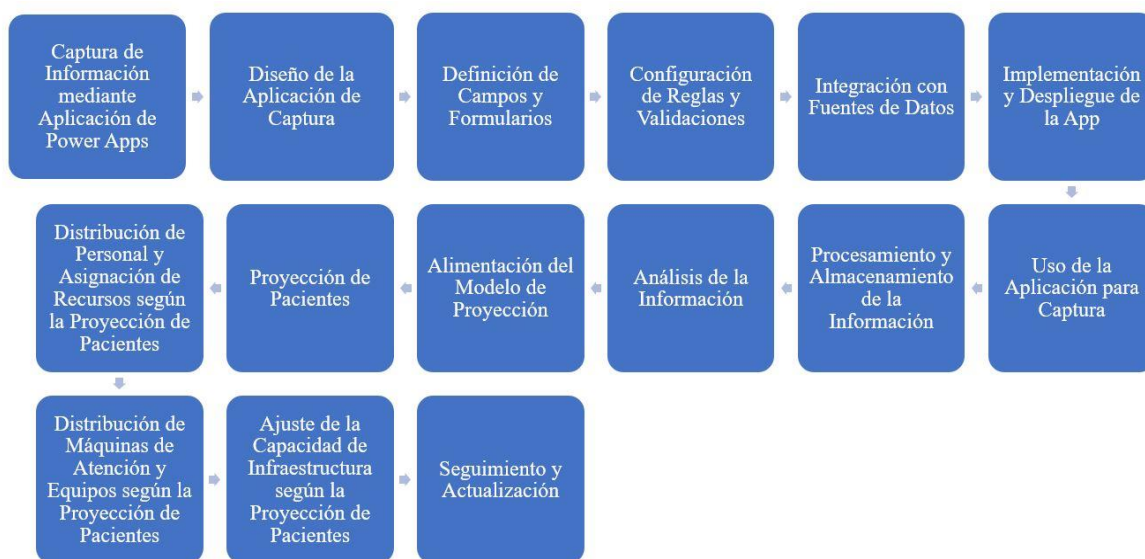 Captura de
Información
mediante
Aplicación de
Power Apps
Diseño de la
Aplicación de
Captura
Definición de
Campos y
Formularios
Configuración
de Reglas y
Validaciones
Integración con
Fuentes de Datos
Implementación
y Despliegue de
la App
Uso de la
Aplicación para
Captura
Procesamiento y
Almacenamiento
de la
Información
Análisis de la
Información
Alimentación del
Modelo de
Proyección
Proyección de
Pacientes
Distribución de
Personal y
Asignación de
Recursos según
la Proyección de
Pacientes
Distribución de
Máquinas de
Atención y
Equipos según la
Proyección de
Pacientes
Ajuste de la
Capacidad de
Infraestructura
según la
Proyección de
Pacientes
Seguimiento y
Actualización